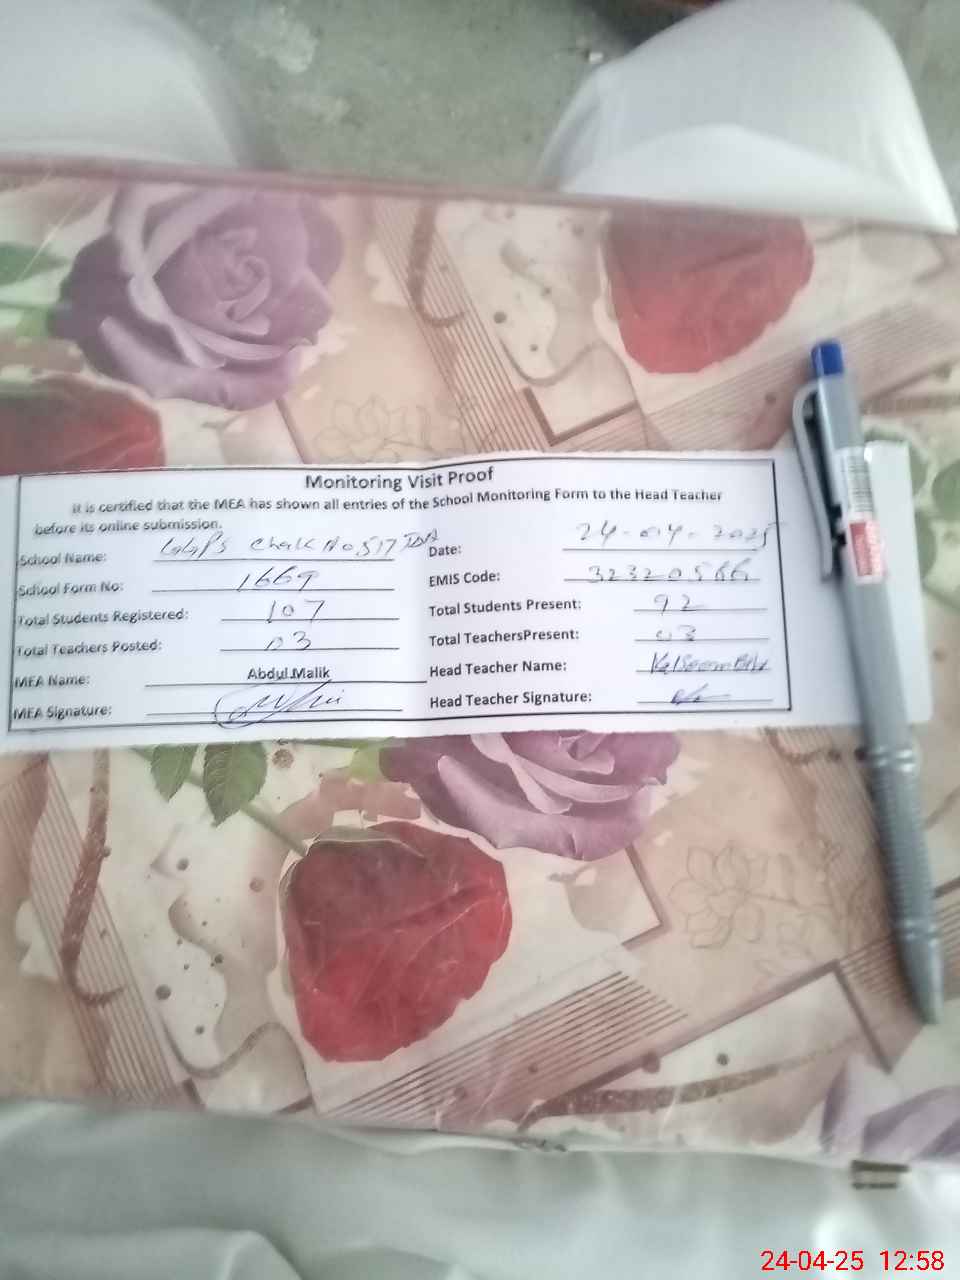 Monitoring Visit Proof
It is certified that the MEA has shown all entries of the School Monitoring Form to the Head Teacher
before its online submission.
School Name: GGPS Chak No 517 TDA
Date: 24-04-2025
School Form No: 1669
EMIS Code: 32320566
Total Students Registered: 107
Total Students Present: 92
Total Teachers Posted: 03
Total TeachersPresent: 03
MEA Name: Abdul Malik
Head Teacher Name:
MEA Signature:
Head Teacher Signature:
24-04-25 12:58